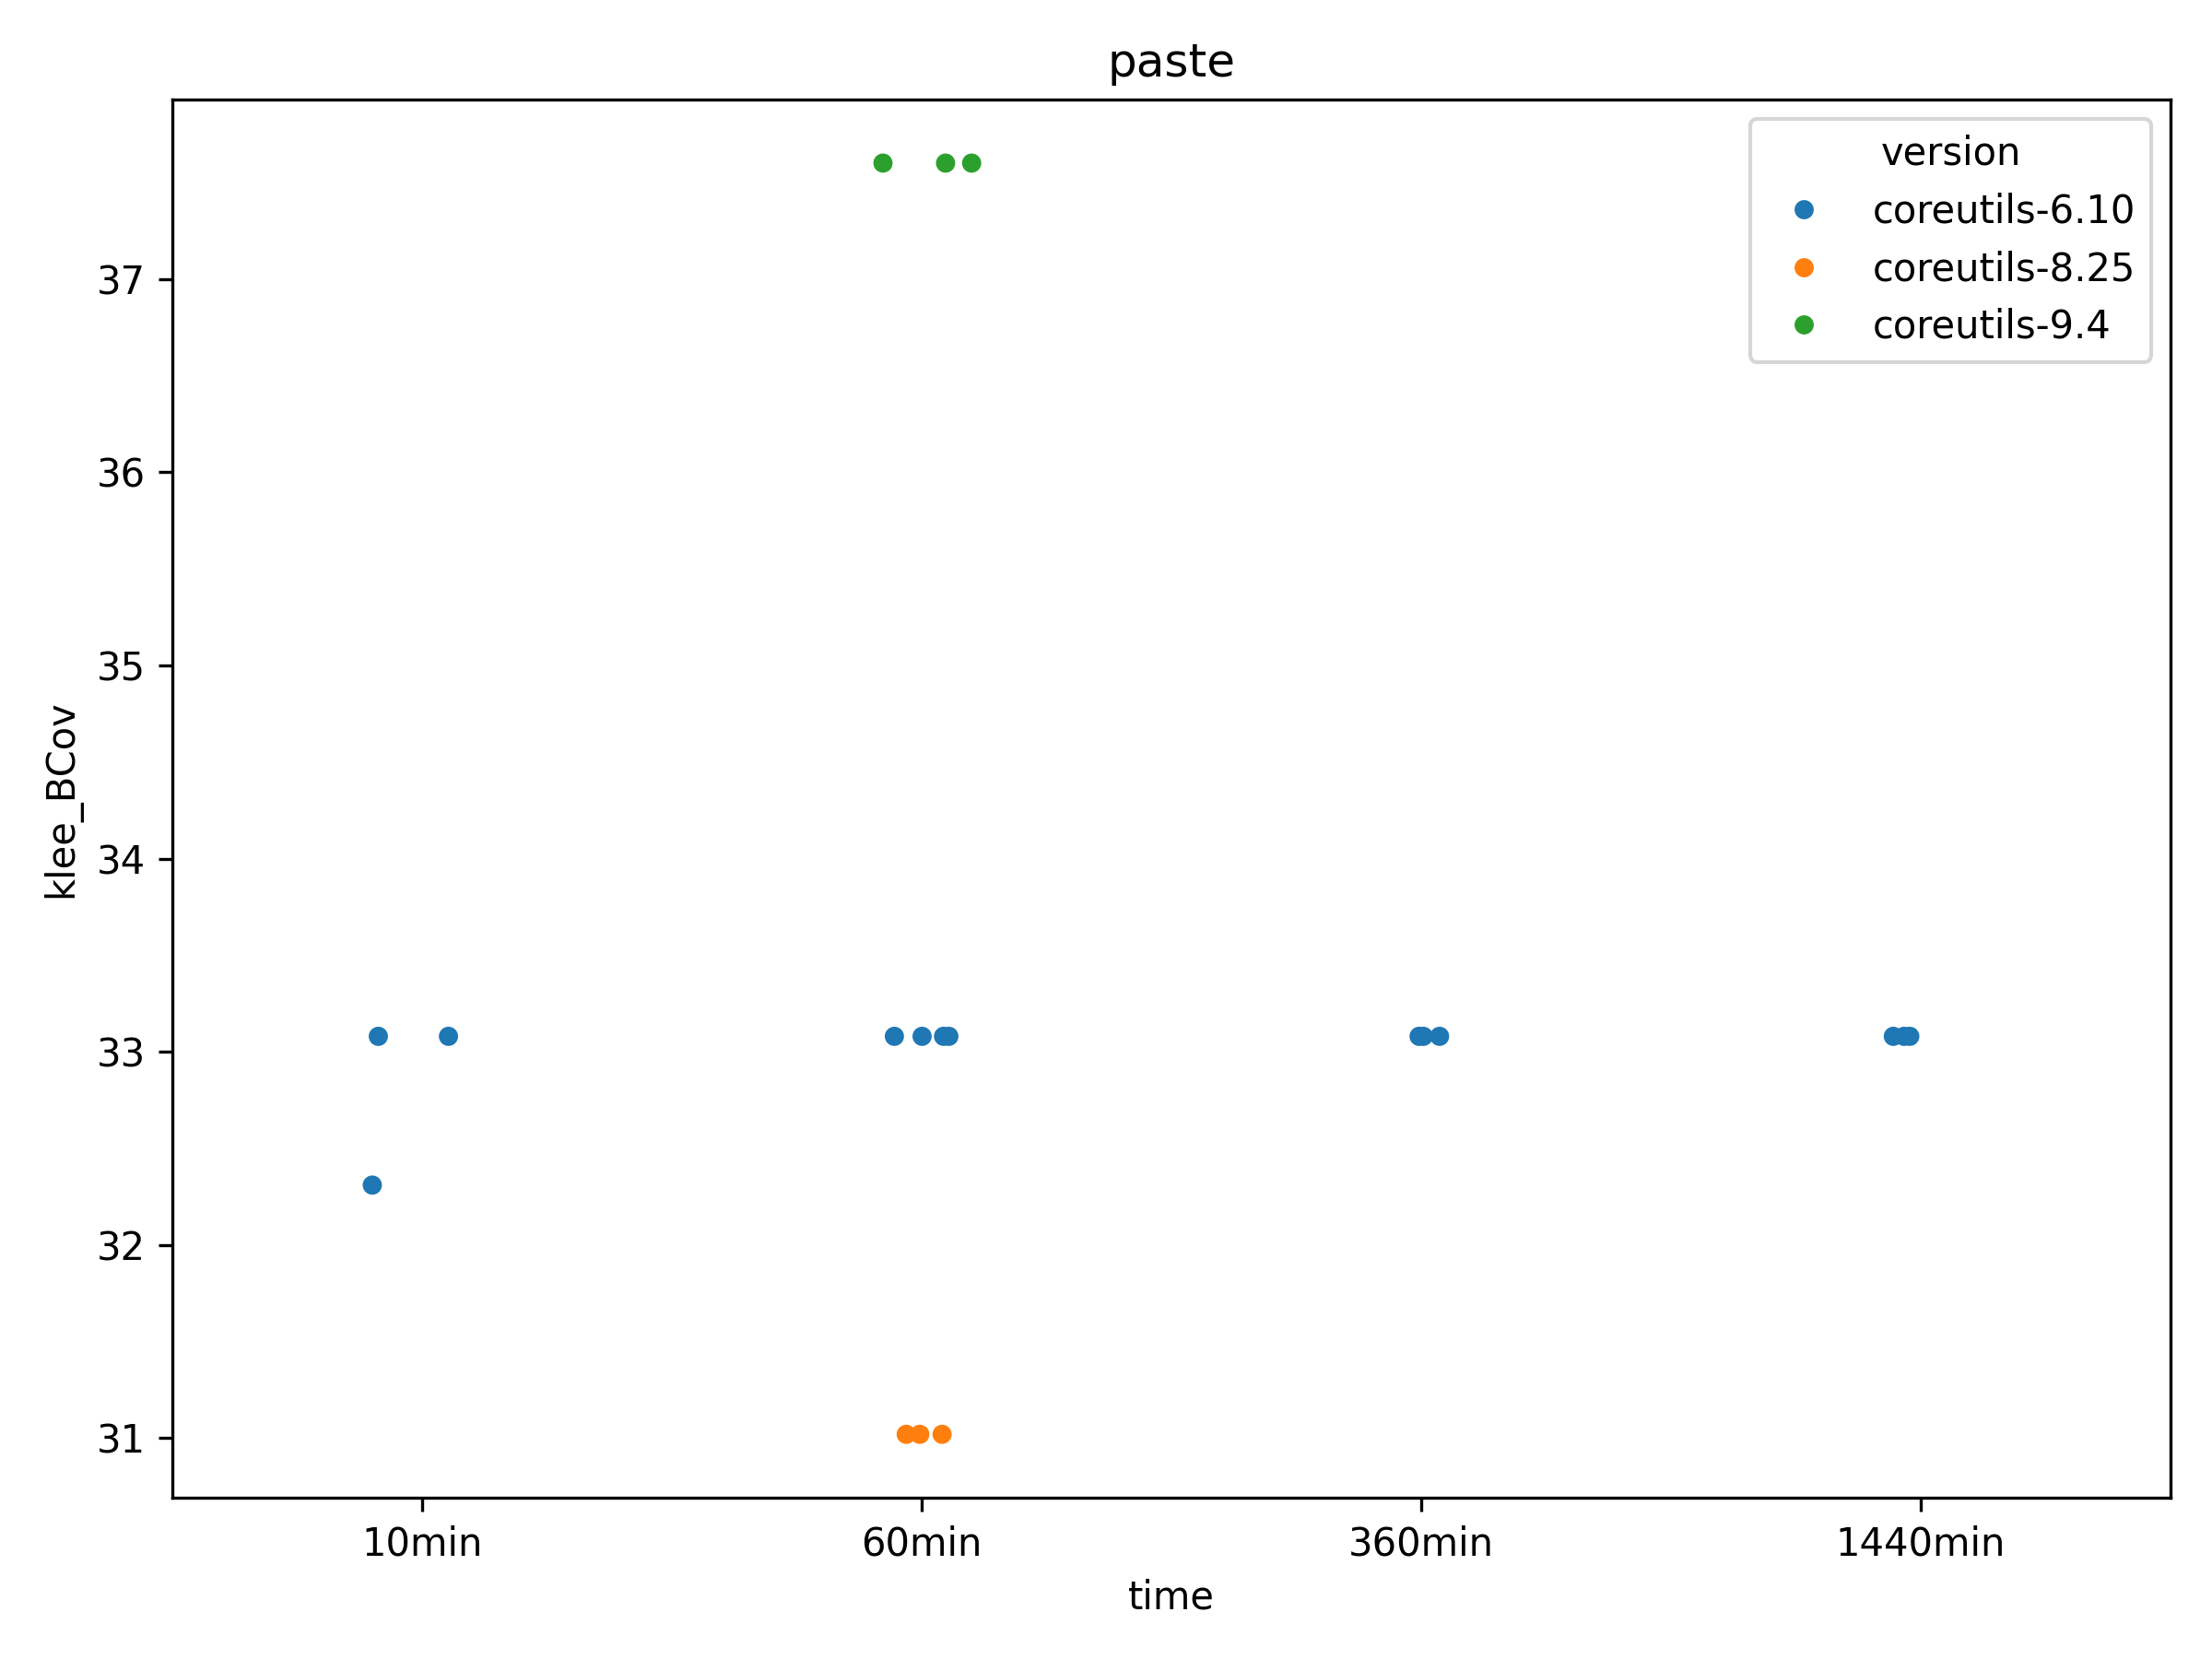 paste
version
coreutils-6.10
coreutils-8.25
coreutils-9.4
klee_BCov
37
36
35
34
33
32
31
10min
60min
360min
1440min
time